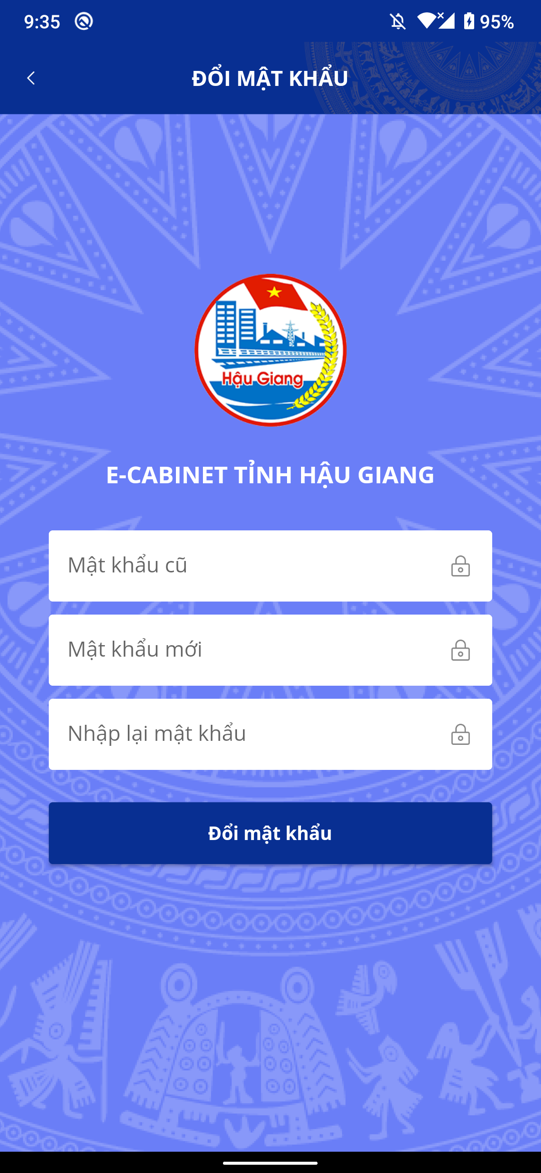 9:35
95%
ĐỔI MẬT KHẨU
Hậu Giang
E-CABINET TỈNH HẬU GIANG
Mật khẩu cũ
Mật khẩu mới
Nhập lại mật khẩu
Đổi mật khẩu